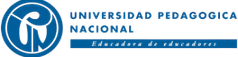 UNIVERSIDAD PEDAGOGICA
NACIONAL
Educadora de educadores